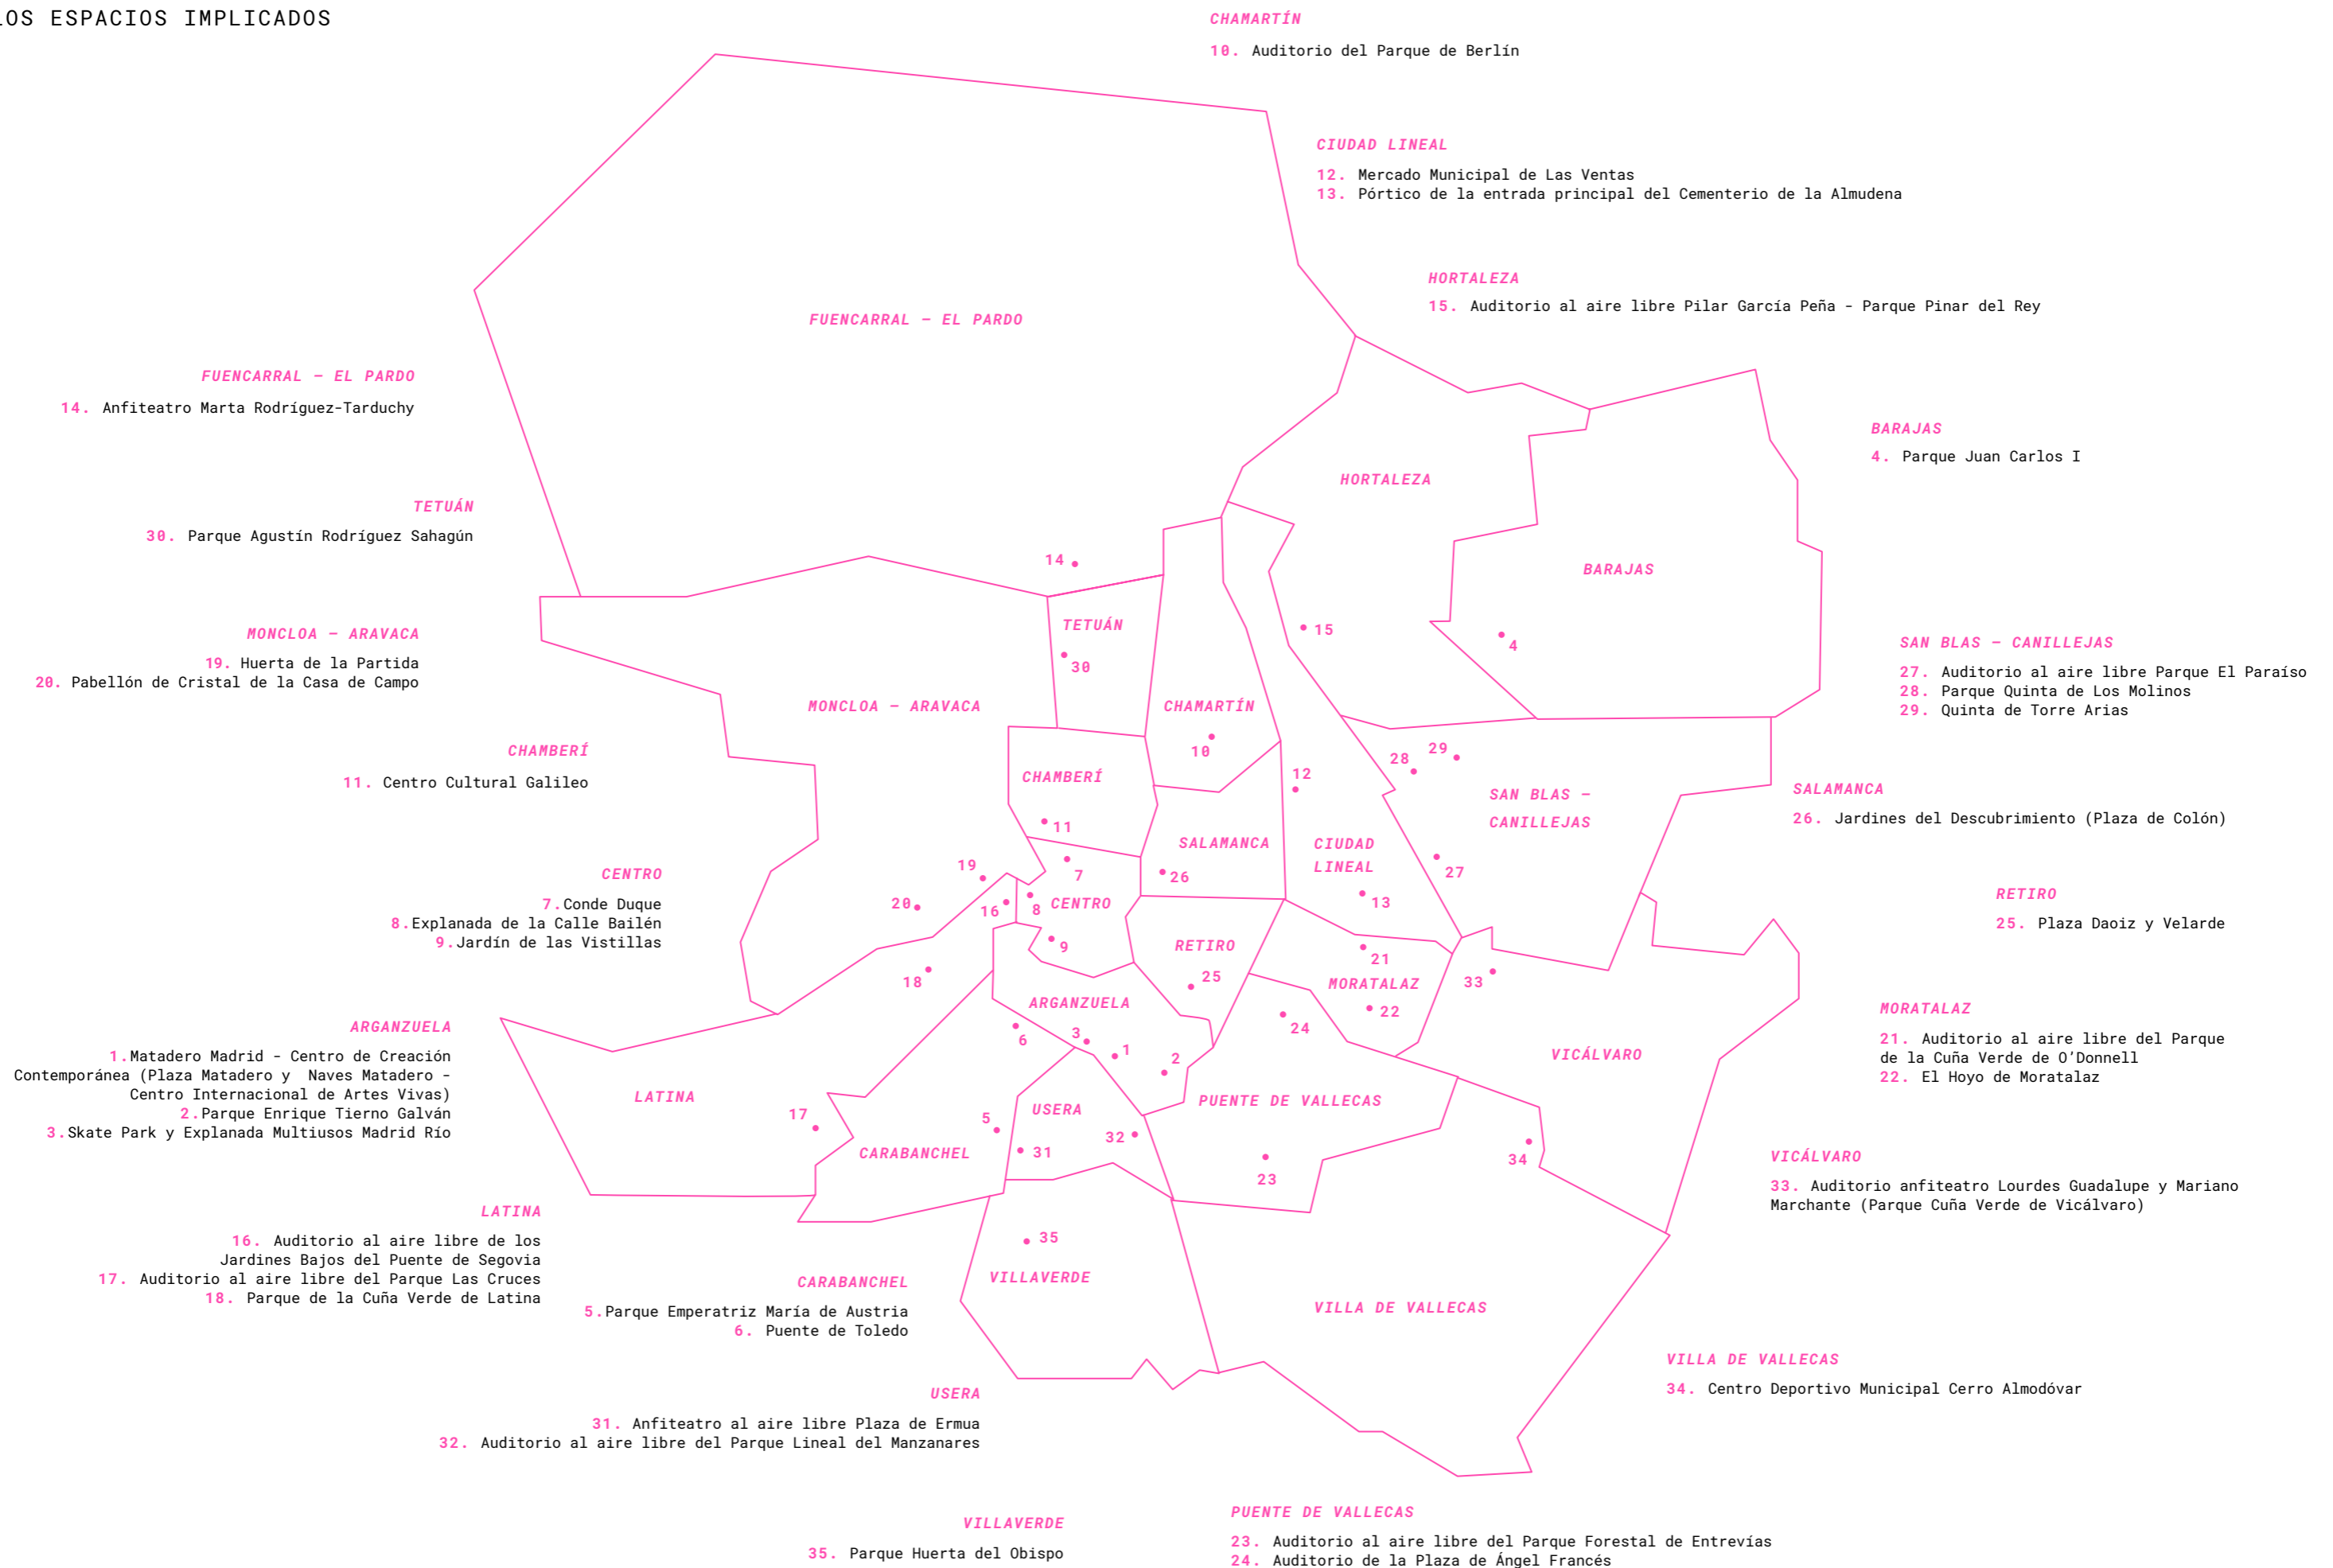 LOS ESPACIOS IMPLICADOS
CHAMARTÍN
10. Auditorio del Parque de Berlín
CIUDAD LINEAL
12. Mercado Municipal de Las Ventas
13. Pórtico de la entrada principal del Cementerio de la Almudena
HORTALEZA
15. Auditorio al aire libre Pilar García Peña - Parque Pinar del Rey
FUENCARRAL – EL PARDO
14. Anfiteatro Marta Rodríguez-Tarduchy
TETUÁN
30. Parque Agustín Rodríguez Sahagún
MONCLOA – ARAVACA
19. Huerta de la Partida
20. Pabellón de Cristal de la Casa de Campo
CHAMBERÍ
11. Centro Cultural Galileo
CENTRO
7.Conde Duque
8.Explanada de la Calle Bailén
9.Jardín de las Vistillas
ARGANZUELA
1.Matadero Madrid - Centro de Creación
Contemporánea (Plaza Matadero y Naves Matadero -
Centro Internacional de Artes Vivas)
2.Parque Enrique Tierno Galván
3.Skate Park y Explanada Multiusos Madrid Río
LATINA
16. Auditorio al aire libre de los
Jardines Bajos del Puente de Segovia
17. Auditorio al aire libre del Parque Las Cruces
18. Parque de la Cuña Verde de Latina
CARABANCHEL
5.Parque Emperatriz María de Austria
6. Puente de Toledo
USERA
31. Anfiteatro al aire libre Plaza de Ermua
32. Auditorio al aire libre del Parque Lineal del Manzanares
VILLAVERDE
35. Parque Huerta del Obispo
FUENCARRAL – EL PARDO
HORTALEZA
BARAJAS
14
TETUÁN
30
15
4
MONCLOA – ARAVACA
CHAMARTÍN
10
28
29
12
CHAMBERÍ
SAN BLAS –
CANILLEJAS
11
SALAMANCA
CIUDAD
LINEAL
19
7
26
27
20
16
8
CENTRO
13
9
RETIRO
21
18
25
33
MORATALAZ
ARGANZUELA
22
6
3
24
1
2
VICÁLVARO
LATINA
17
5
USERA
PUENTE DE VALLECAS
32
CARABANCHEL
31
34
23
35
VILLAVERDE
VILLA DE VALLECAS
BARAJAS
4. Parque Juan Carlos I
SAN BLAS – CANILLEJAS
27. Auditorio al aire libre Parque El Paraíso
28. Parque Quinta de Los Molinos
29. Quinta de Torre Arias
SALAMANCA
26. Jardines del Descubrimiento (Plaza de Colón)
RETIRO
25. Plaza Daoiz y Velarde
MORATALAZ
21. Auditorio al aire libre del Parque
de la Cuña Verde de O’Donnell
22. El Hoyo de Moratalaz
VICÁLVARO
33. Auditorio anfiteatro Lourdes Guadalupe y Mariano
Marchante (Parque Cuña Verde de Vicálvaro)
VILLA DE VALLECAS
34. Centro Deportivo Municipal Cerro Almodóvar
PUENTE DE VALLECAS
23. Auditorio al aire libre del Parque Forestal de Entrevías
24. Auditorio de la Plaza de Ángel Francés